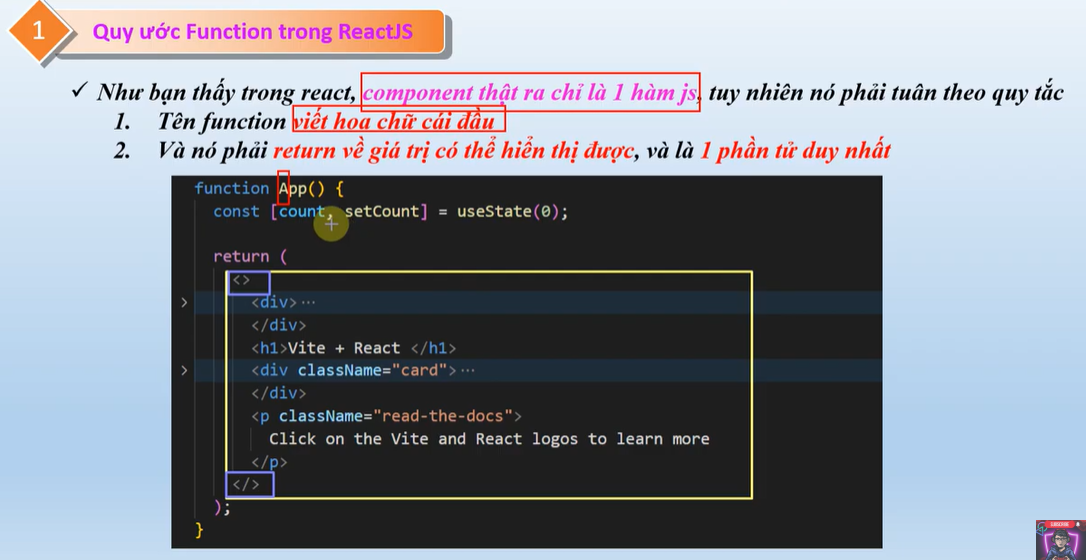 1
Quy ước Function trong ReactJS
✓ Như bạn thấy trong react, component thật ra chỉ là 1 hàm js, tuy nhiên nó phải tuân theo quy tắc
1. Tên function viết hoa chữ cái đầu
2. Và nó phải return về giá trị có thể hiển thị được, và là 1 phần tử duy nhất
function App() {
const [count, setCount] = useState(0);
return (
<>
> <div>···
</div>
<h1>Vite + React </h1>
> <div className="card">···
</div>
<p className="read-the-docs">
Click on the Vite and React logos to learn more
</p>
</>
);
}
SUBSCRIBE